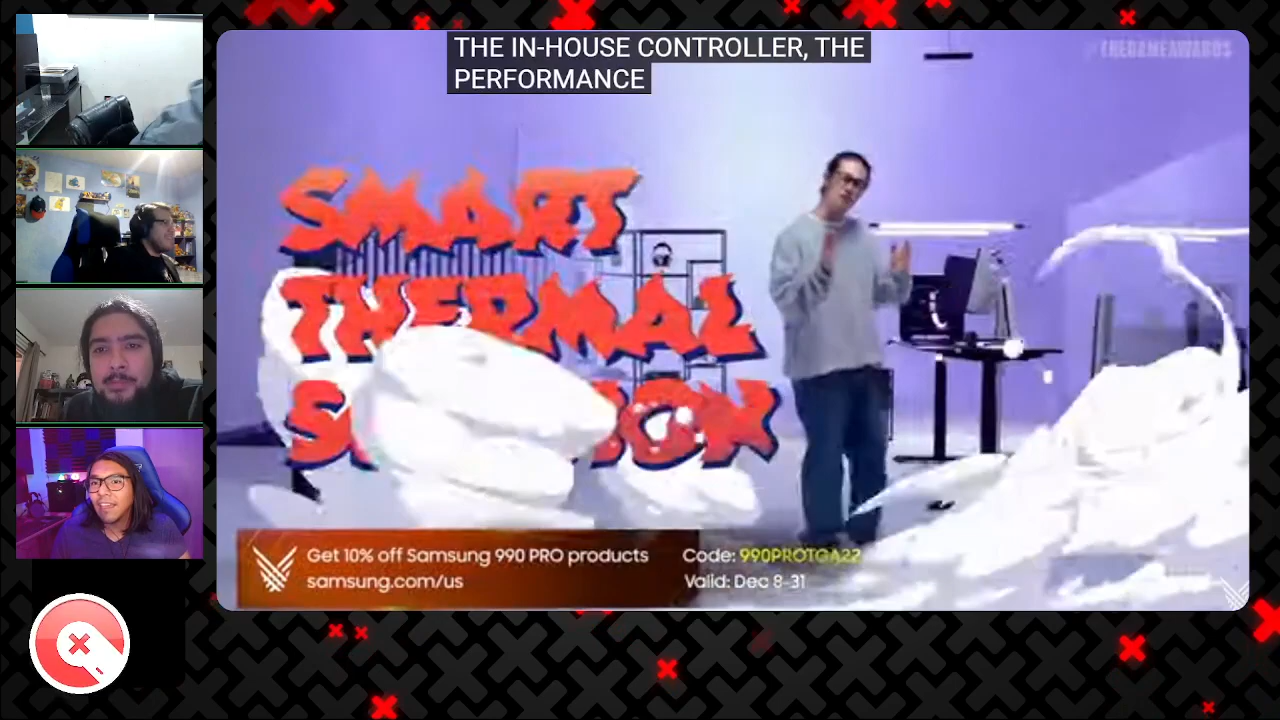 THE IN-HOUSE CONTROLLER, THE
PERFORMANCE
THEGAMEAWARDS
SMART
THERMAL
Get 10% off Samsung 990 PRO products
samsung.com/us
Code: 990PROTGA22
Valid: Dec 8-31